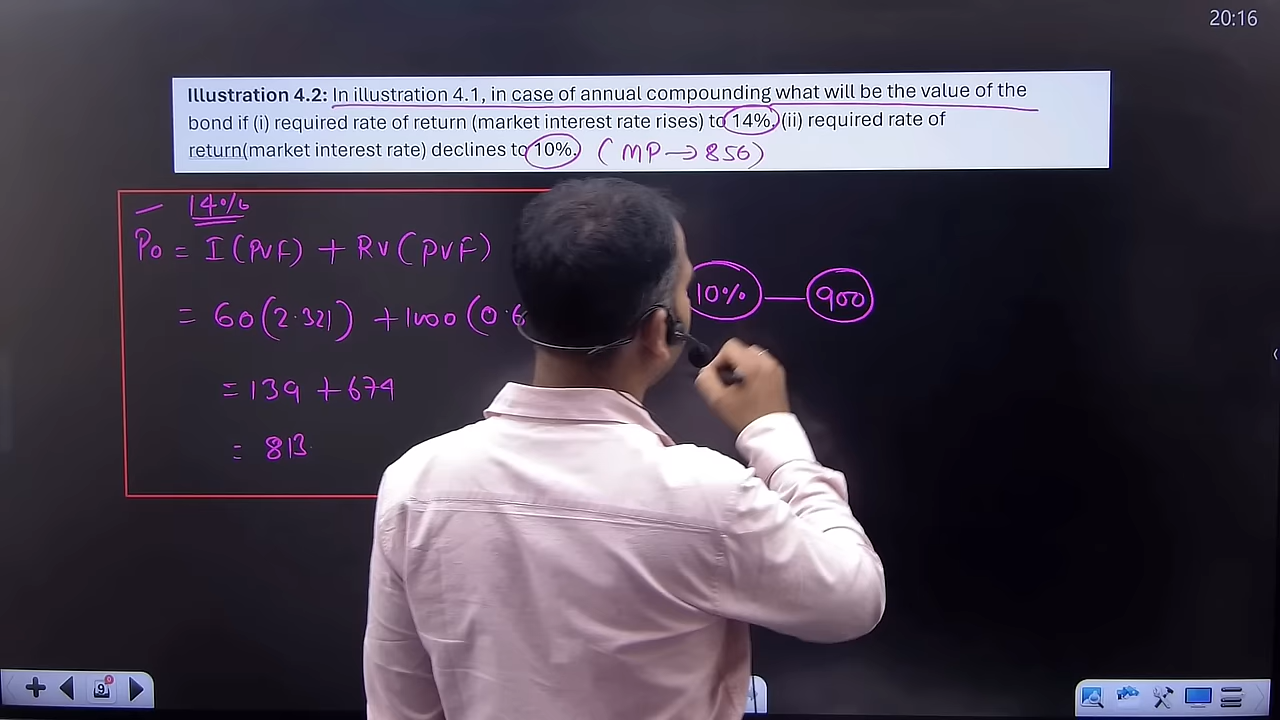 20:16
Illustration 4.2: In illustration 4.1, in case of annual compounding what will be the value of the
bond if (i) required rate of return (market interest rate rises) to 14%. (ii) required rate of
return(market interest rate) declines to 10%. (MP→856)
— 14%
P0 = I(PVF) + RV(PVF)
10% — 900
= 60(2.321) + 1000(0.6
= 139 + 674
= 813
9